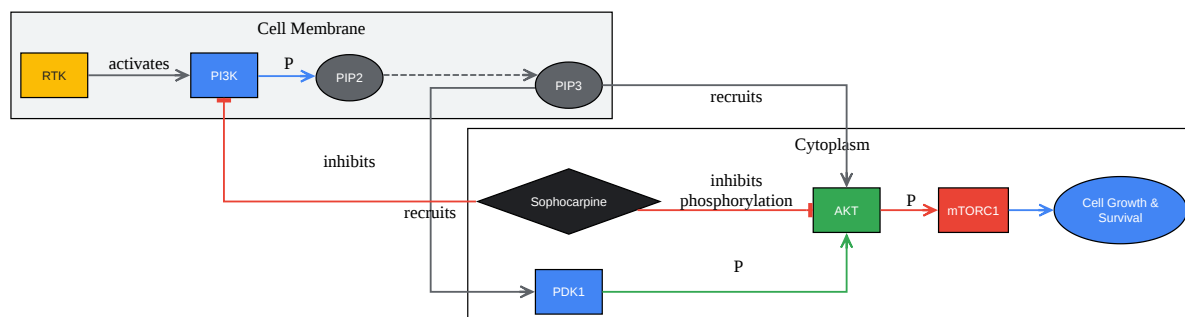 Cell Membrane
RTK
activates
PI3K
P
PIP2
PIP3
recruits
Cytoplasm
inhibits
Sophocarpine
inhibits
phosphorylation
AKT
P
mTORC1
Cell Growth &
Survival
recruits
PDK1
P